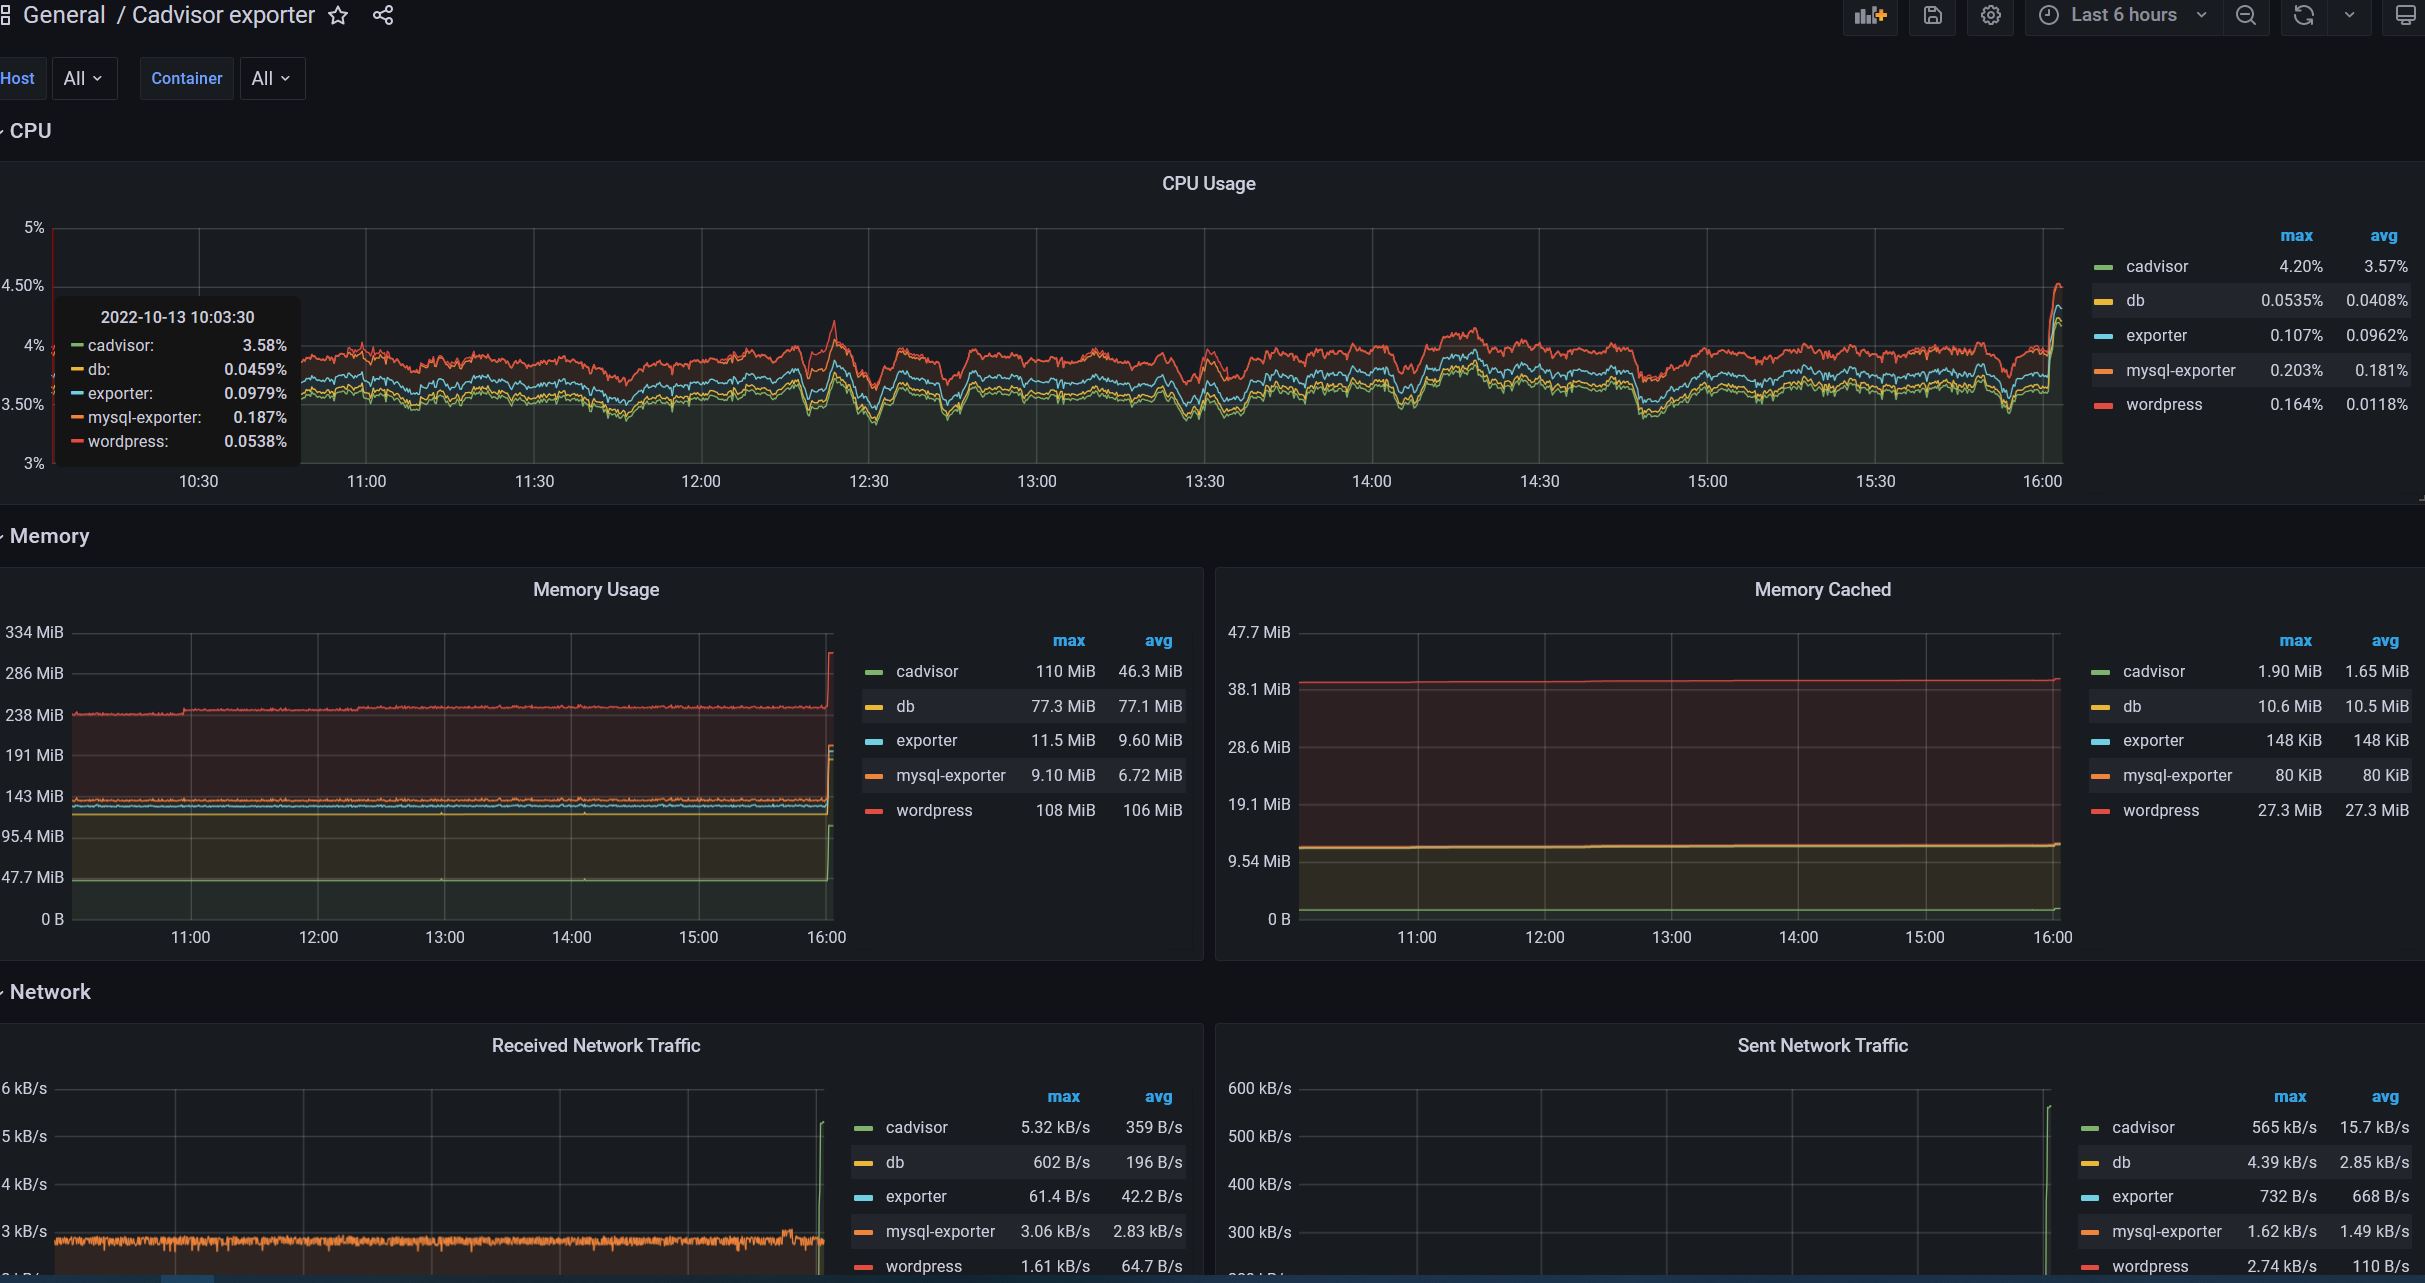 General / Cadvisor exporter
Last 6 hours
Host All Container All
CPU
CPU Usage
5%
4.50%
4%
3.50%
3%
2022-10-13 10:03:30
cadvisor: 3.58%
db: 0.0459%
exporter: 0.0979%
mysql-exporter: 0.187%
wordpress: 0.0538%
10:30 11:00 11:30 12:00 12:30 13:00 13:30 14:00 14:30 15:00 15:30 16:00
max avg
cadvisor 4.20% 3.57%
db 0.0535% 0.0408%
exporter 0.107% 0.0962%
mysql-exporter 0.203% 0.181%
wordpress 0.164% 0.0118%
Memory
Memory Usage
334 MiB
286 MiB
238 MiB
191 MiB
143 MiB
95.4 MiB
47.7 MiB
0 B
11:00 12:00 13:00 14:00 15:00 16:00
max avg
cadvisor 110 MiB 46.3 MiB
db 77.3 MiB 77.1 MiB
exporter 11.5 MiB 9.60 MiB
mysql-exporter 9.10 MiB 6.72 MiB
wordpress 108 MiB 106 MiB
Memory Cached
47.7 MiB
38.1 MiB
28.6 MiB
19.1 MiB
9.54 MiB
0 B
11:00 12:00 13:00 14:00 15:00 16:00
max avg
cadvisor 1.90 MiB 1.65 MiB
db 10.6 MiB 10.5 MiB
exporter 148 KiB 148 KiB
mysql-exporter 80 KiB 80 KiB
wordpress 27.3 MiB 27.3 MiB
Network
Received Network Traffic
6 kB/s
5 kB/s
4 kB/s
3 kB/s
max avg
cadvisor 5.32 kB/s 359 B/s
db 602 B/s 196 B/s
exporter 61.4 B/s 42.2 B/s
mysql-exporter 3.06 kB/s 2.83 kB/s
wordpress 1.61 kB/s 64.7 B/s
Sent Network Traffic
600 kB/s
500 kB/s
400 kB/s
300 kB/s
max avg
cadvisor 565 kB/s 15.7 kB/s
db 4.39 kB/s 2.85 kB/s
exporter 732 B/s 668 B/s
mysql-exporter 1.62 kB/s 1.49 kB/s
wordpress 2.74 kB/s 110 B/s